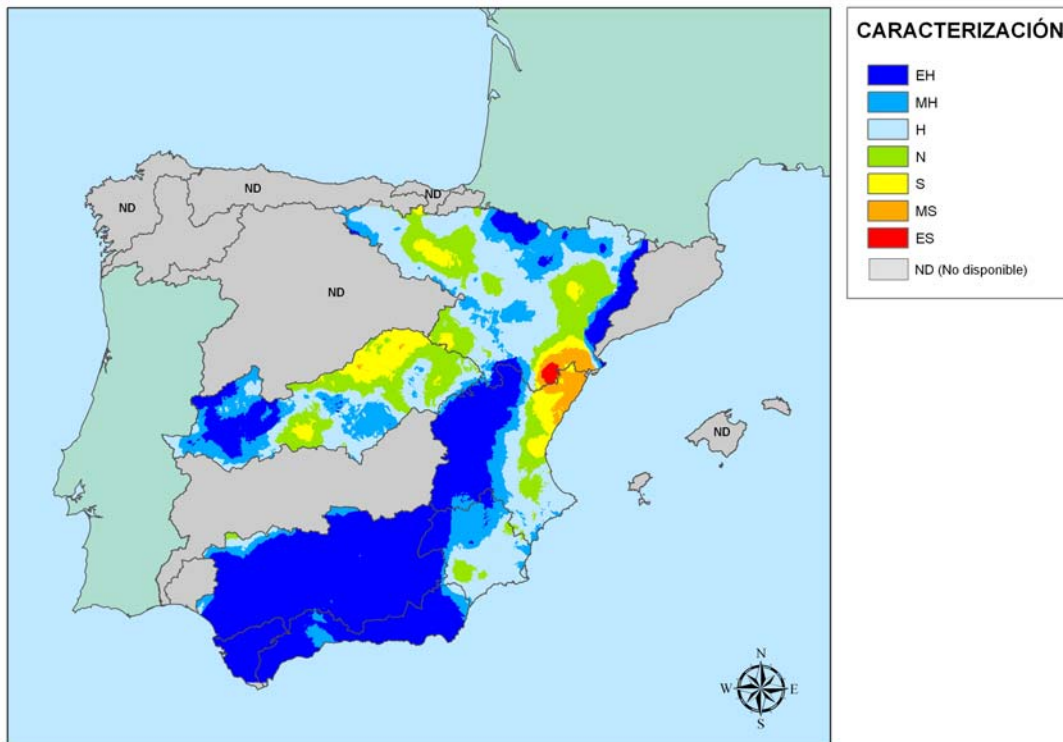 CARACTERIZACIÓN
EH
MH
H
N
S
MS
ES
ND (No disponible)
ND
ND
ND
ND
ND
N
W E
S